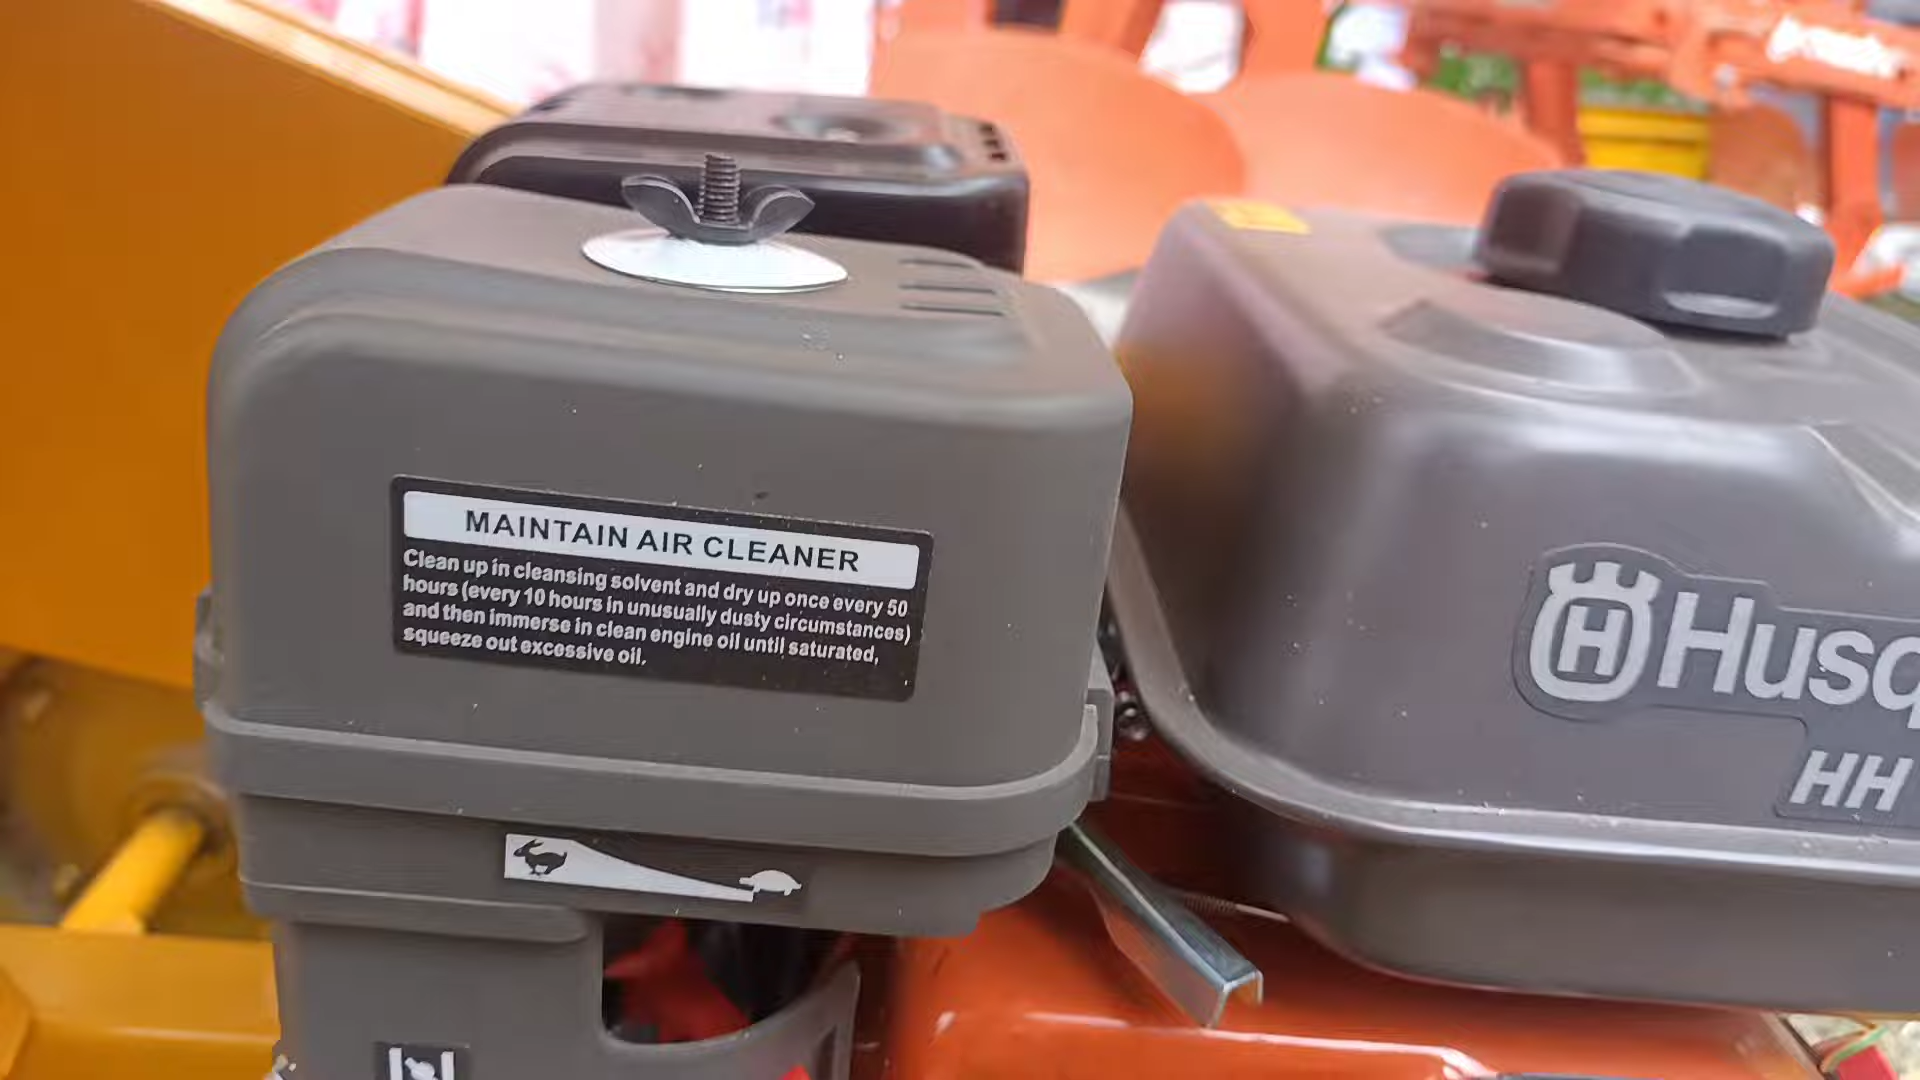 MAINTAIN AIR CLEANER
Clean up in cleansing solvent and dry up once every 50
hours (every 10 hours in unusually dusty circumstances)
and then immerse in clean engine oil until saturated,
squeeze out excessive oil.
H Husq
HH